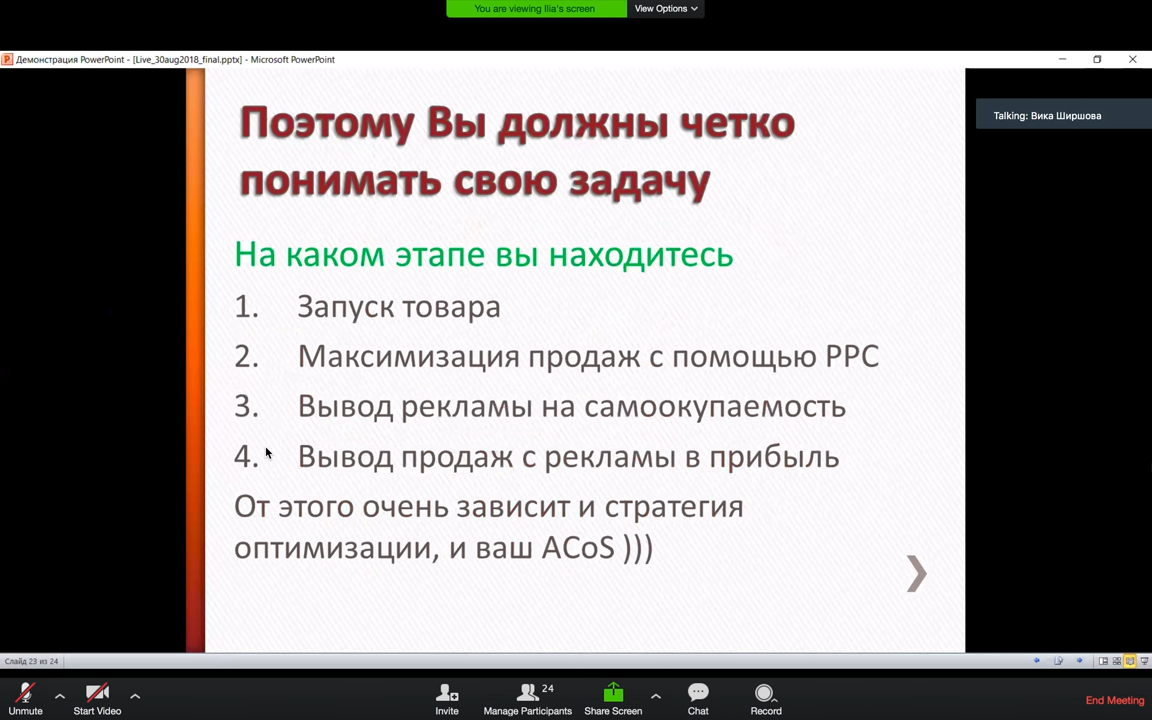 You are viewing Ilia's screen
View Options
Демонстрация PowerPoint - [Live_30aug2018_final.pptx] - Microsoft PowerPoint
Talking: Вика Ширшова
Поэтому Вы должны четко
понимать свою задачу
На каком этапе вы находитесь
1. Запуск товара
2. Максимизация продаж с помощью PPC
3. Вывод рекламы на самоокупаемость
4. Вывод продаж с рекламы в прибыль
От этого очень зависит и стратегия
оптимизации, и ваш ACoS )))
Слайд 23 из 24
Unmute
Start Video
Invite
24
Manage Participants
Share Screen
Chat
Record
End Meeting